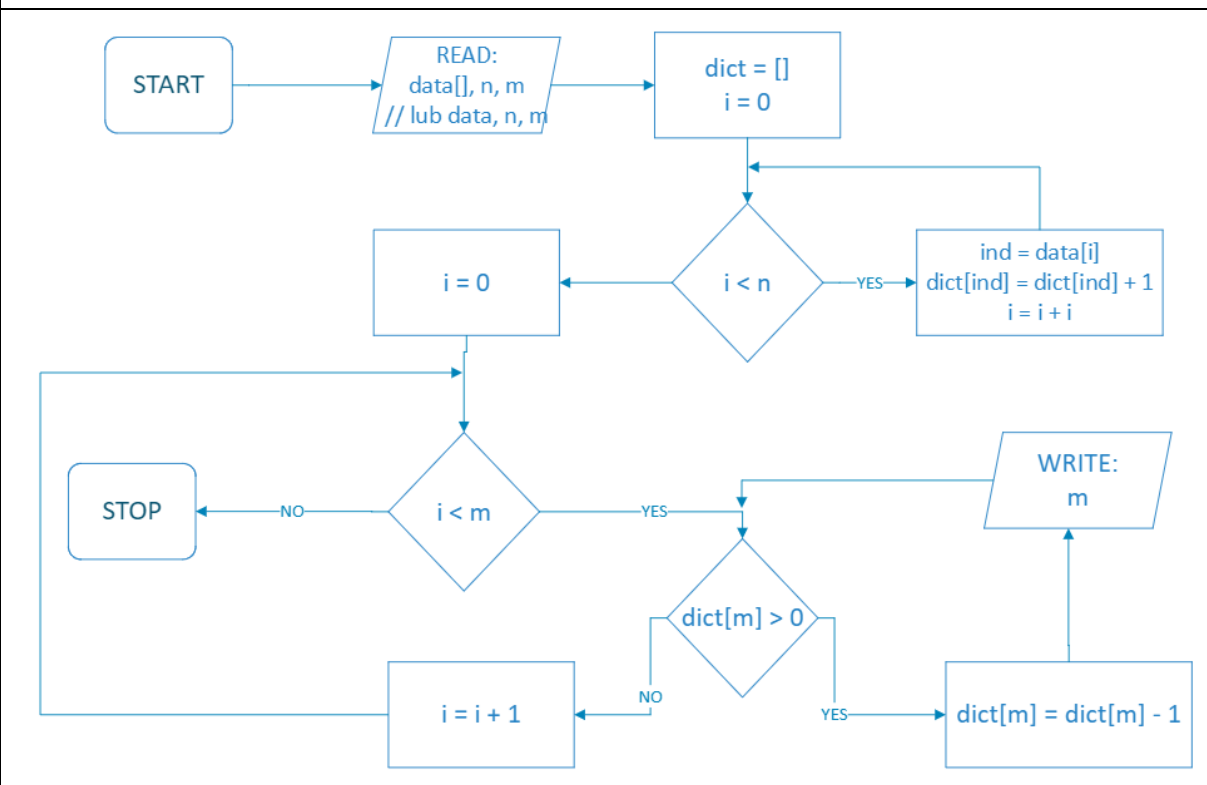 START
READ:
data[], n, m
// lub data, n, m
dict = []
i = 0
i = 0
i < n
YES
ind = data[i]
dict[ind] = dict[ind] + 1
i = i + i
STOP
NO
i < m
YES
WRITE:
m
dict[m] > 0
NO
YES
i = i + 1
dict[m] = dict[m] - 1